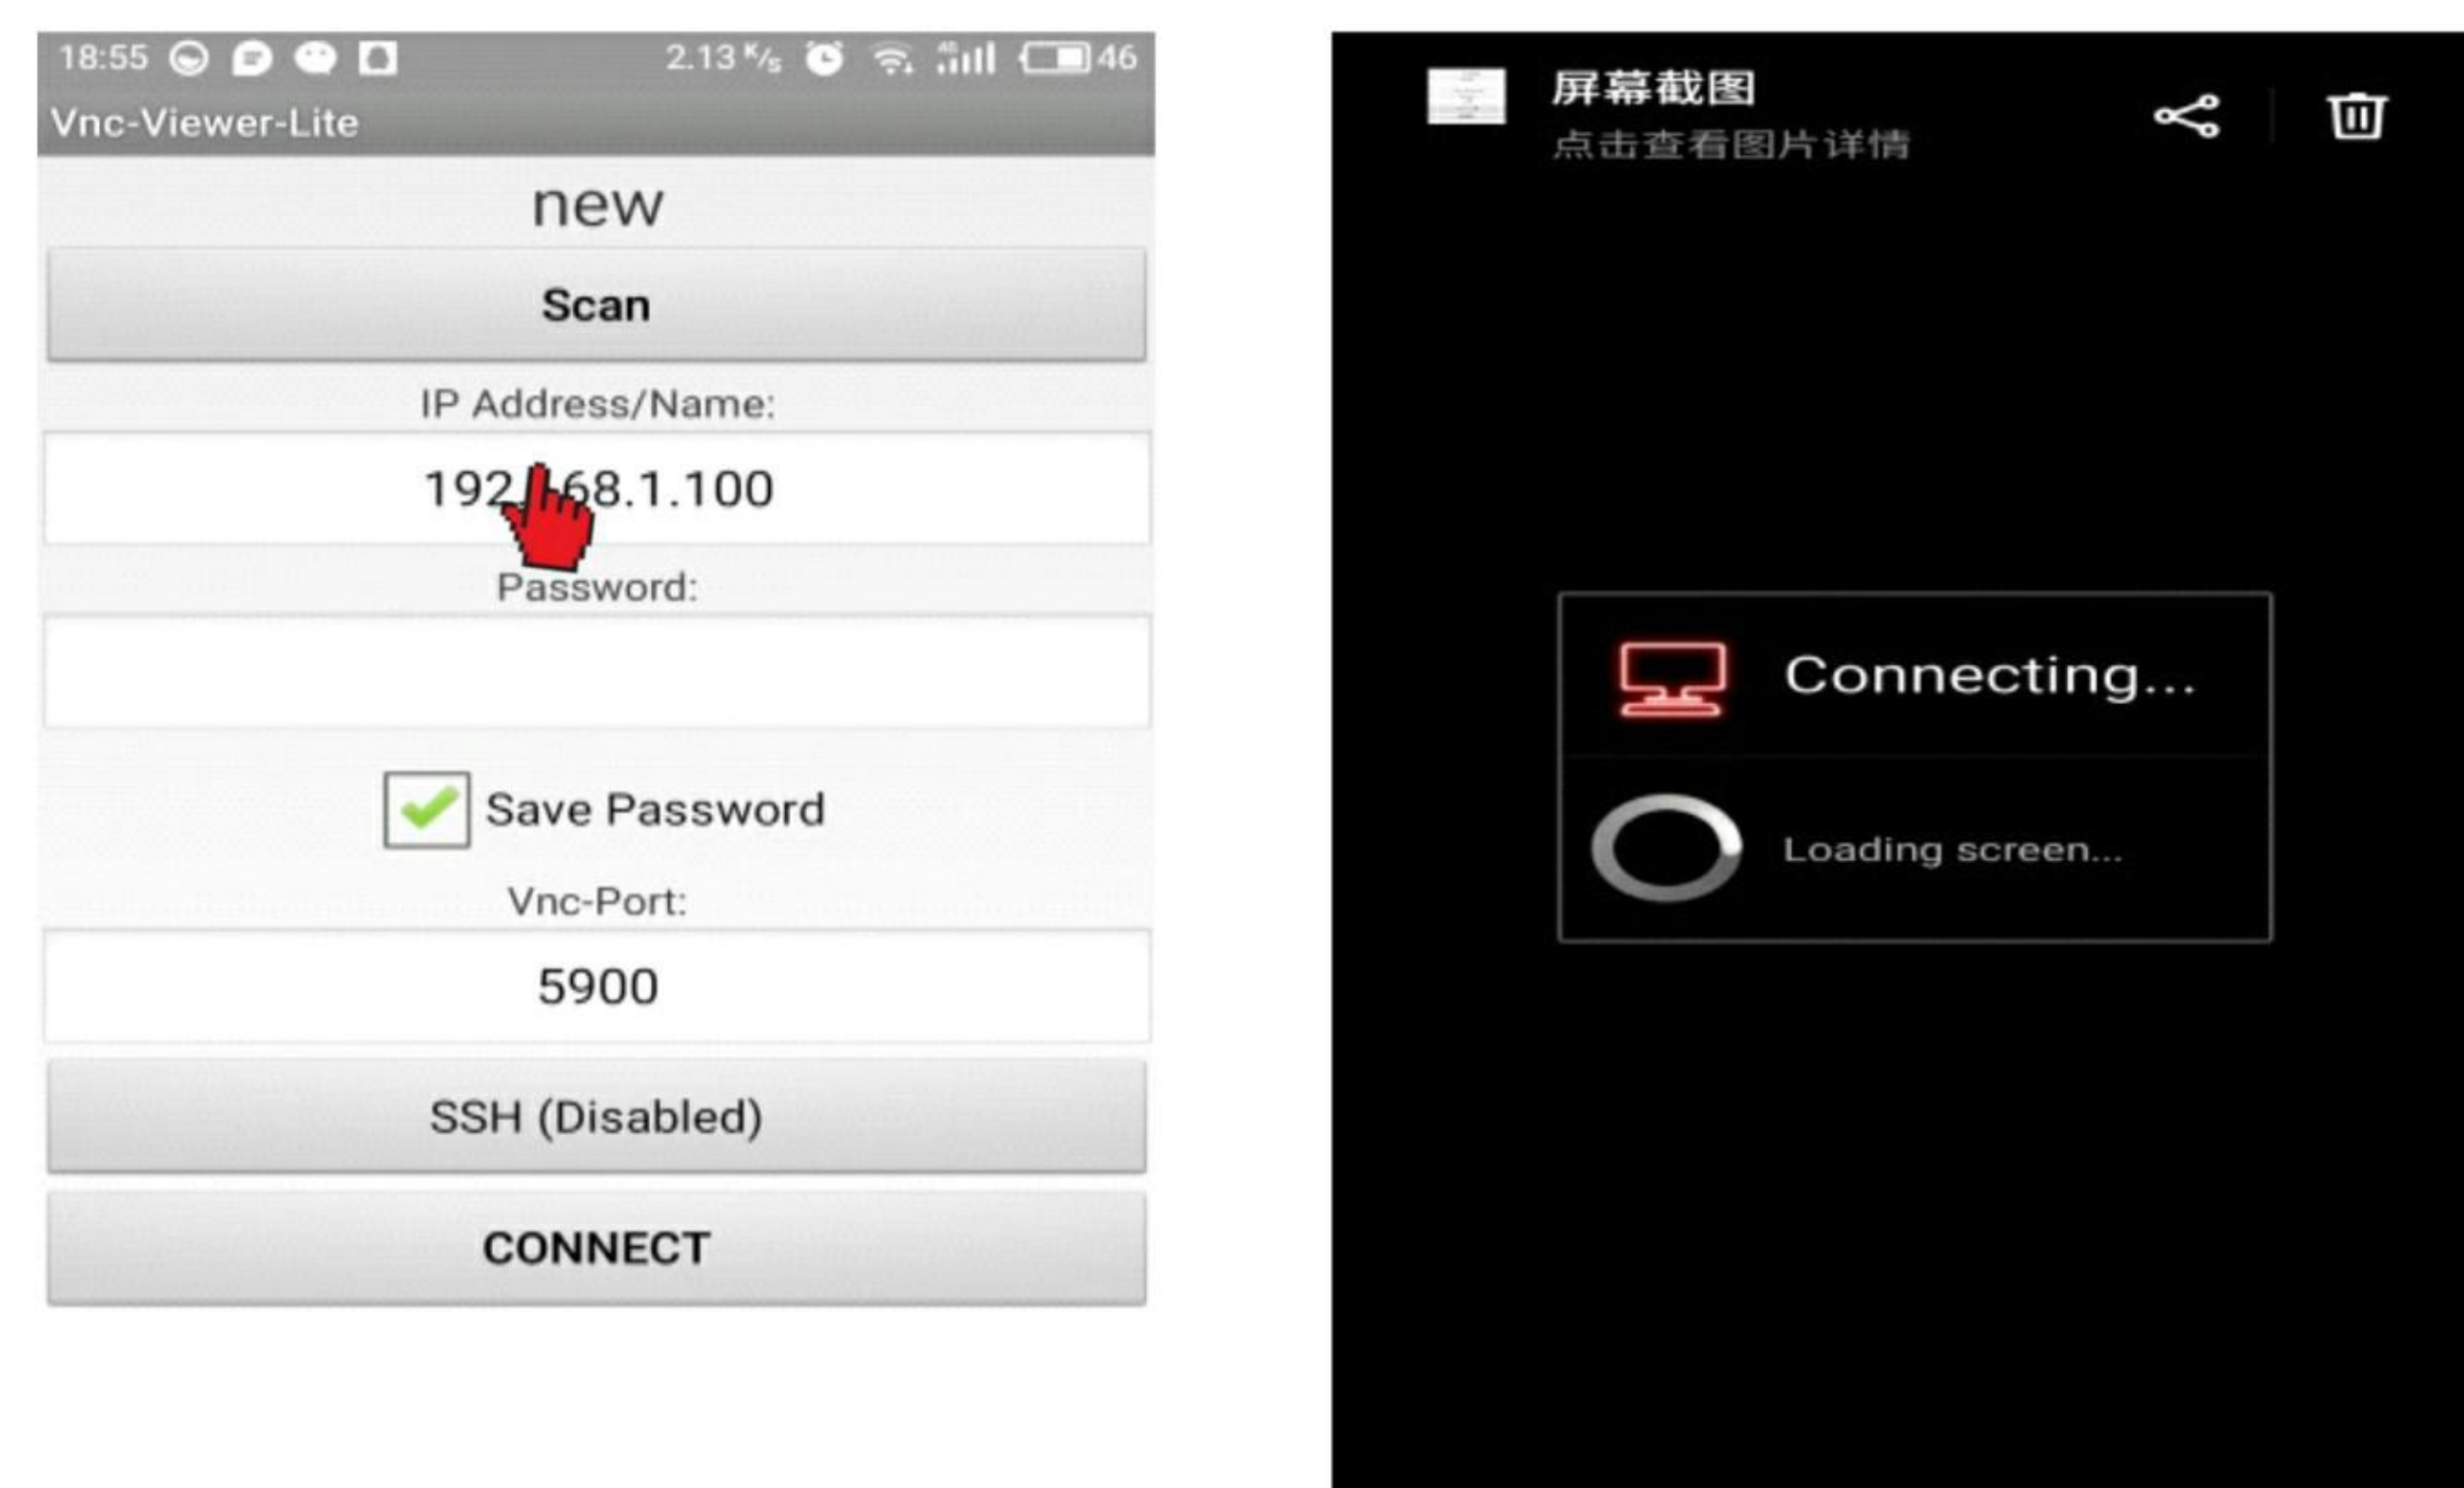 18:55 2.13 K/s 46
Vnc-Viewer-Lite
new
Scan
IP Address/Name:
192.168.1.100
Password:
Save Password
Vnc-Port:
5900
SSH (Disabled)
CONNECT
屏幕截图
点击查看图片详情
Connecting...
Loading screen...